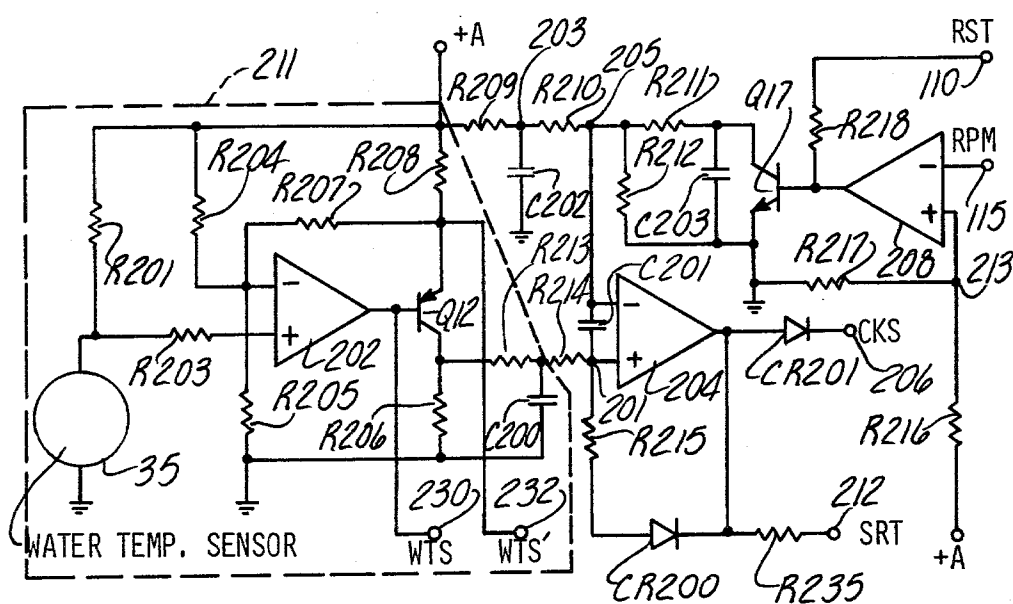 +A
203
205
RST
211
R209
R210
R211
Q17
110
R218
RPM
R204
R208
R212
115
R207
C202
C203
R201
R213
C201
R217
208
213
R214
Q12
R203
202
CKS
201
204
CR201
206
R205
R206
C200
R215
R216
35
230
232
212
WATER TEMP. SENSOR
WTS
WTS'
SRT
CR200
R235
+A